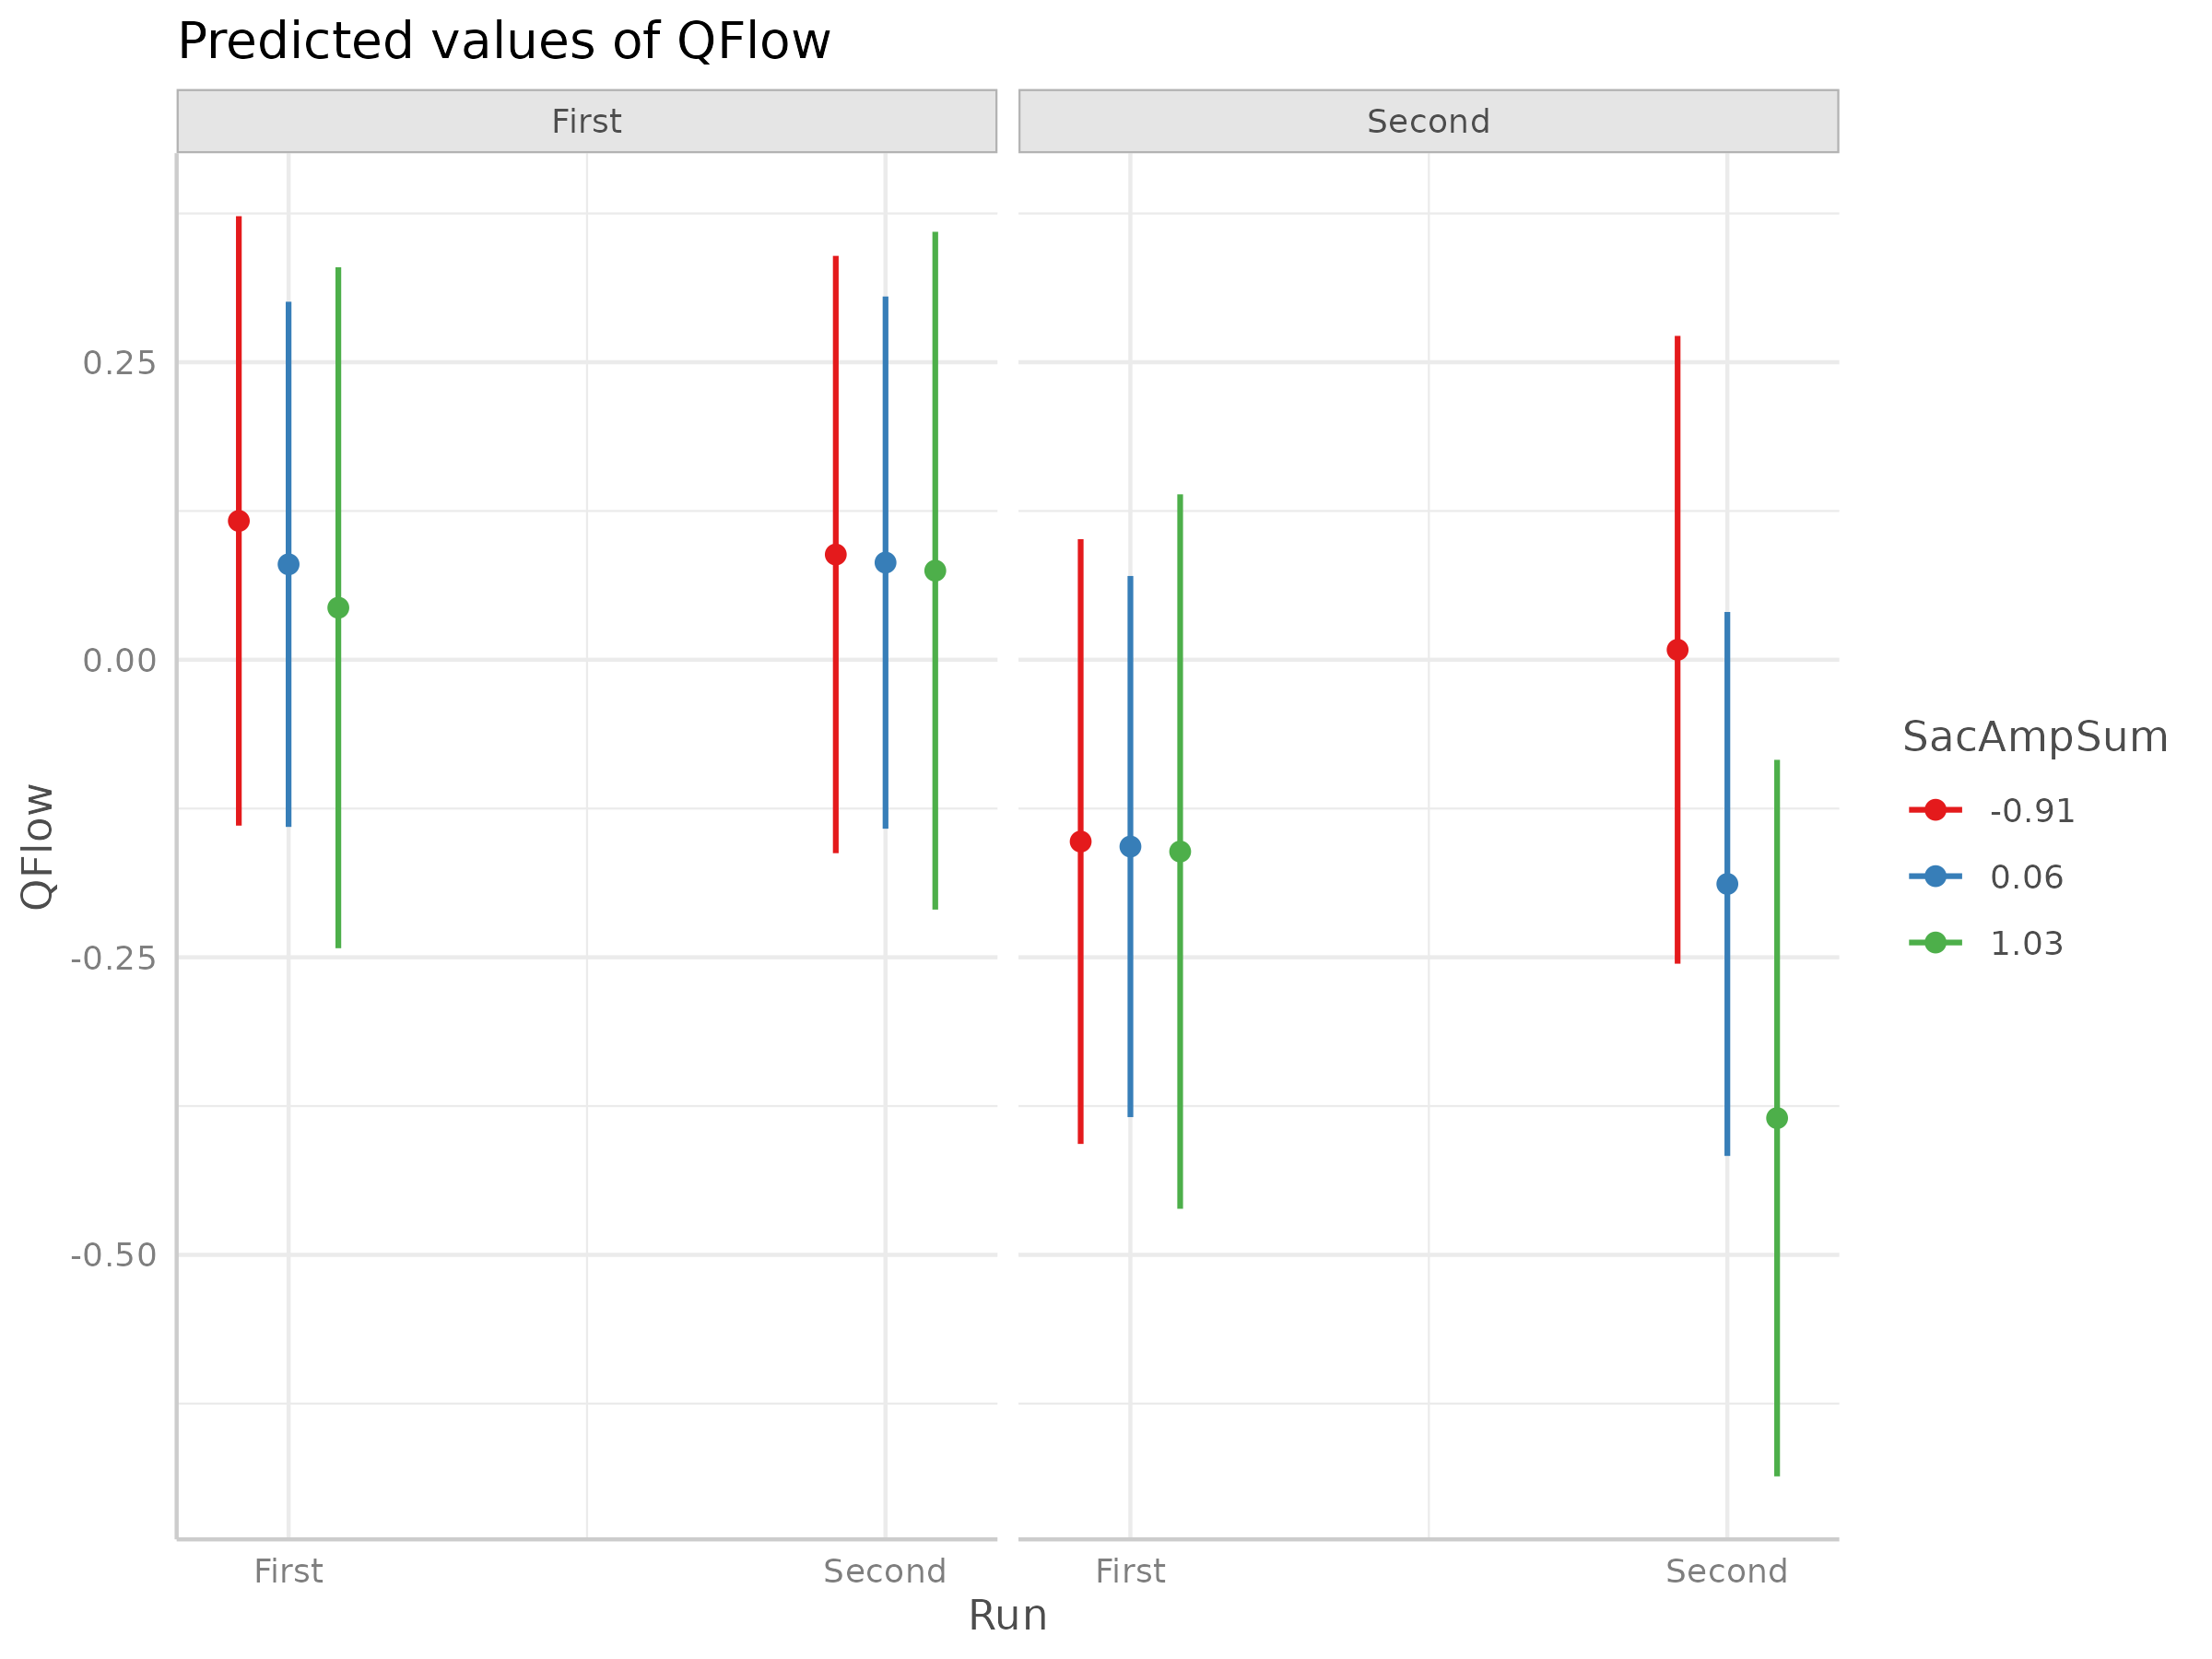 Predicted values of QFlow
First
Second
0.25
0.00
-0.25
-0.50
QFlow
First
Second
First
Second
Run
SacAmpSum
-0.91
0.06
1.03